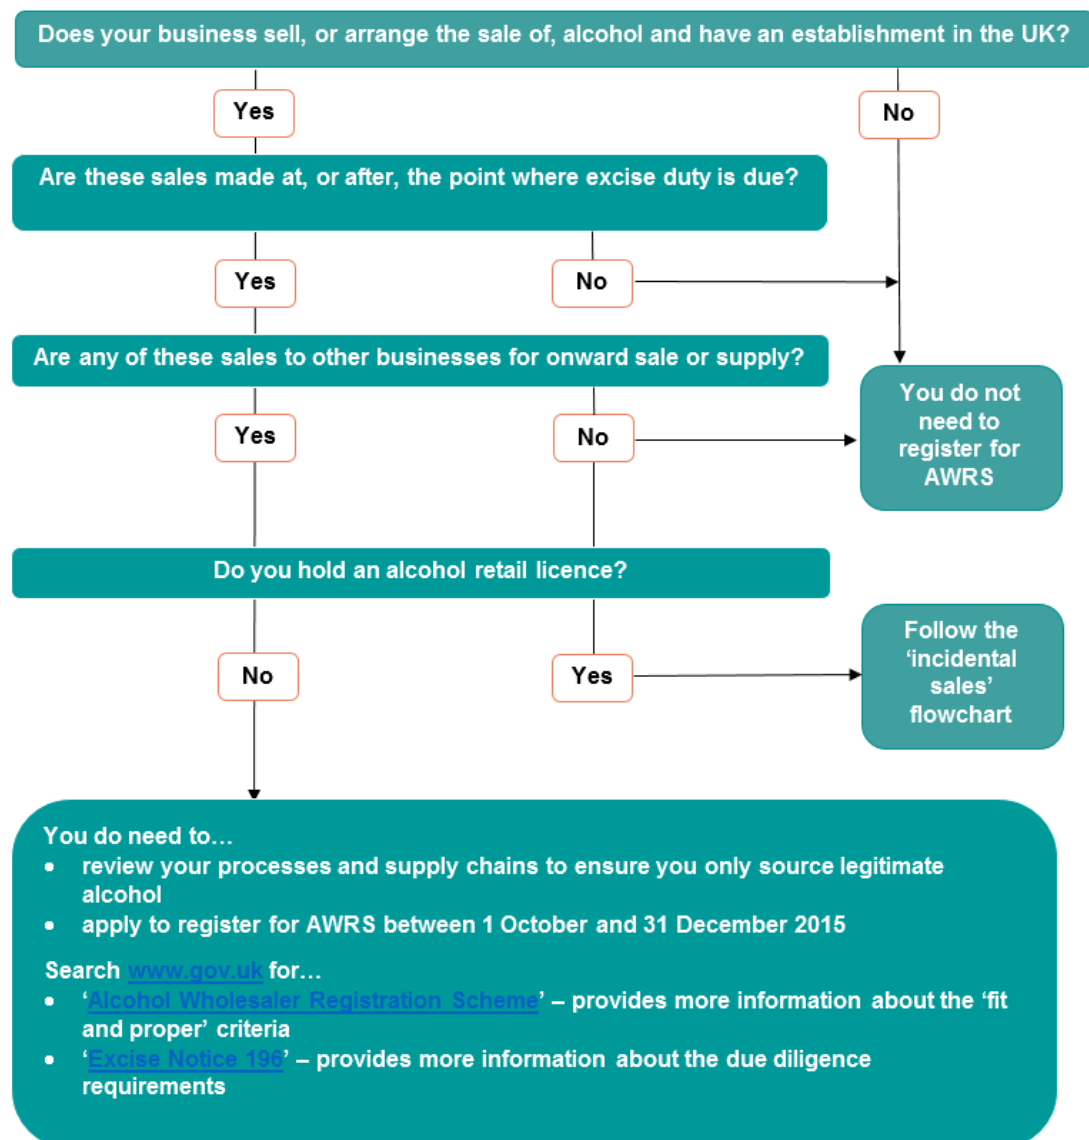 Does your business sell, or arrange the sale of, alcohol and have an establishment in the UK?
Yes
No
Are these sales made at, or after, the point where excise duty is due?
Yes
No
Are any of these sales to other businesses for onward sale or supply?
You do not
need to
register for
AWRS
Yes
No
Do you hold an alcohol retail licence?
Follow the
‘incidental
sales’
flowchart
No
Yes
You do need to…
• review your processes and supply chains to ensure you only source legitimate
alcohol
• apply to register for AWRS between 1 October and 31 December 2015
Search www.gov.uk for…
• ‘Alcohol Wholesaler Registration Scheme’ – provides more information about the ‘fit
and proper’ criteria
• ‘Excise Notice 196’ – provides more information about the due diligence
requirements